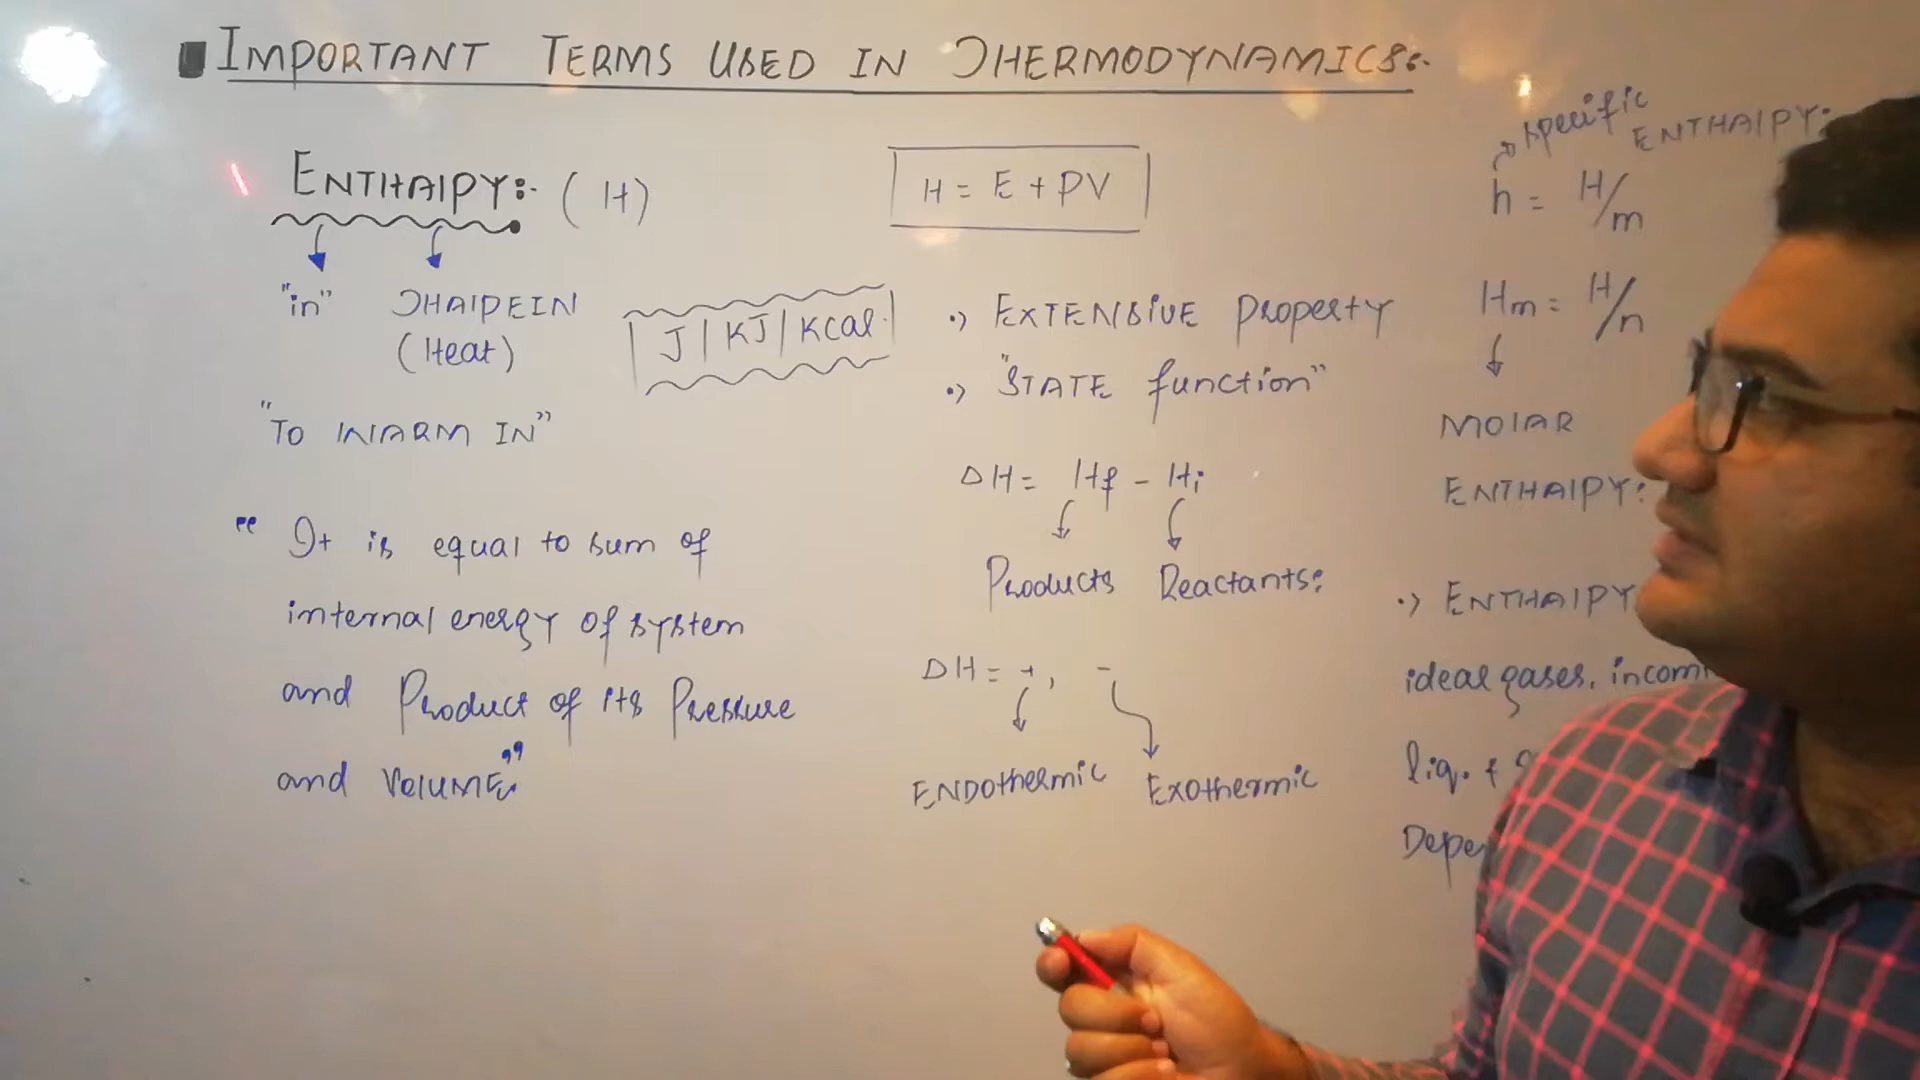 IMPORTANT TERMS USED IN THERMODYNAMICS:-
ENTHAlPY:- (H)
"in" THAlPEIN
(Heat)
J | KJ | Kcal.
"TO WARM IN"
" It is equal to sum of
internal energy of system
and Product of its Pressure
and VolUME"
H = E + PV
•) EXTENSIVE Property
•) "STATE function"
ΔH = Hf - Hi
Products Reactants:
ΔH = +, -
ENDothermic Exothermic
specific
ENTHAlPY:
h = H/m
Hm = H/n
MOlAR
ENTHAlPY:
•) ENTHAlPY
ideal gases, incom
liq. +
Depe